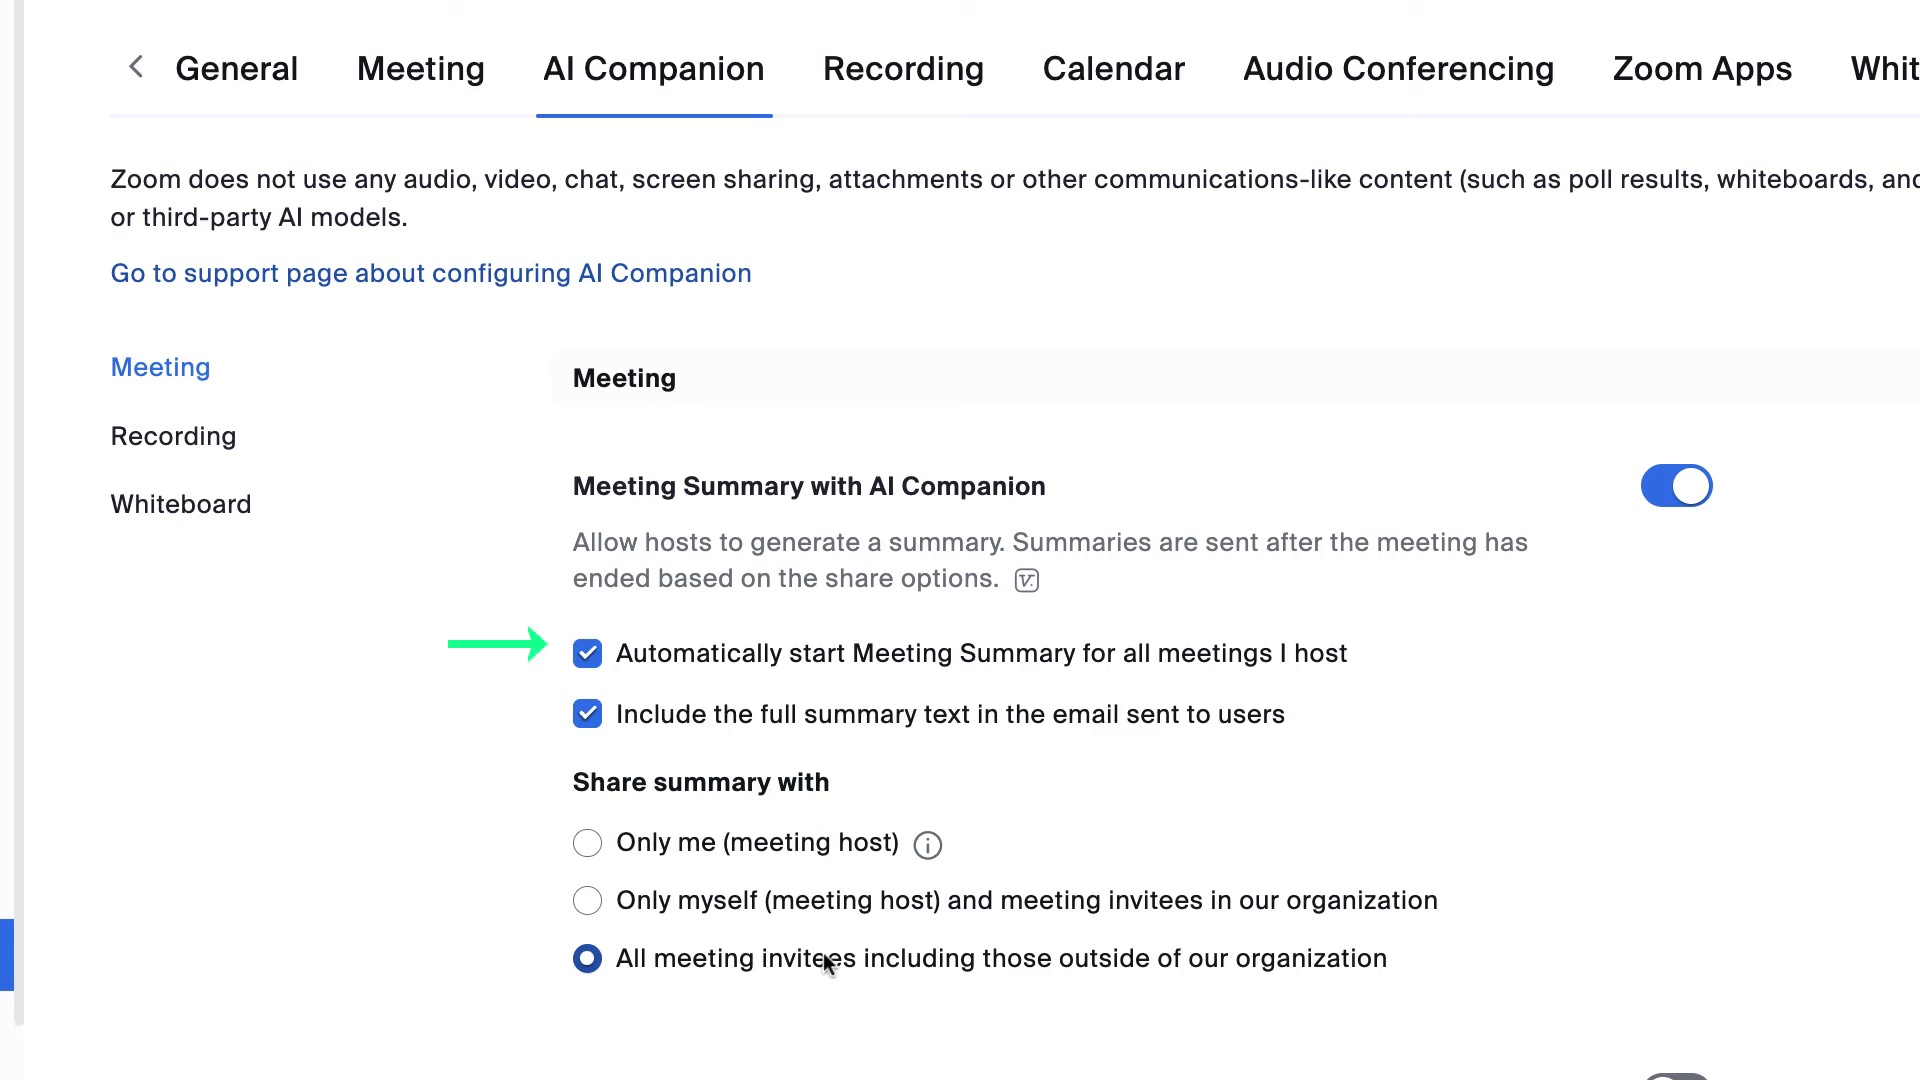 General Meeting AI Companion Recording Calendar Audio Conferencing Zoom Apps Whit
Zoom does not use any audio, video, chat, screen sharing, attachments or other communications-like content (such as poll results, whiteboards, and
or third-party AI models.
Go to support page about configuring AI Companion
Meeting
Recording
Whiteboard
Meeting
Meeting Summary with AI Companion
Allow hosts to generate a summary. Summaries are sent after the meeting has
ended based on the share options.
Automatically start Meeting Summary for all meetings I host
Include the full summary text in the email sent to users
Share summary with
Only me (meeting host)
Only myself (meeting host) and meeting invitees in our organization
All meeting invitees including those outside of our organization